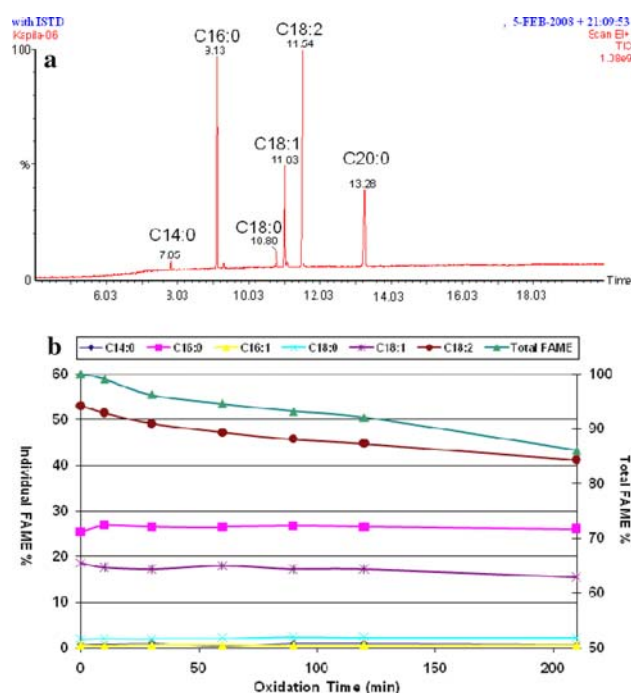 with ISTD
, 5-FEB-2008 + 21:09:53
Kapila-06
Scan EI+
TIC
1.38e9
100
a
%
0
C14:0
7.05
C16:0
9.13
C18:0
10.80
C18:1
11.03
C18:2
11.54
C20:0
13.28
6.03
8.03
10.03
12.03
14.03
16.03
18.03
Time
b
C14:0 C16:0 C16:1 C18:0 C18:1 C18:2 Total FAME
Individual FAME %
60
50
40
30
20
10
0
Total FAME %
100
90
80
70
60
50
0 50 100 150 200
Oxidation Time (min)